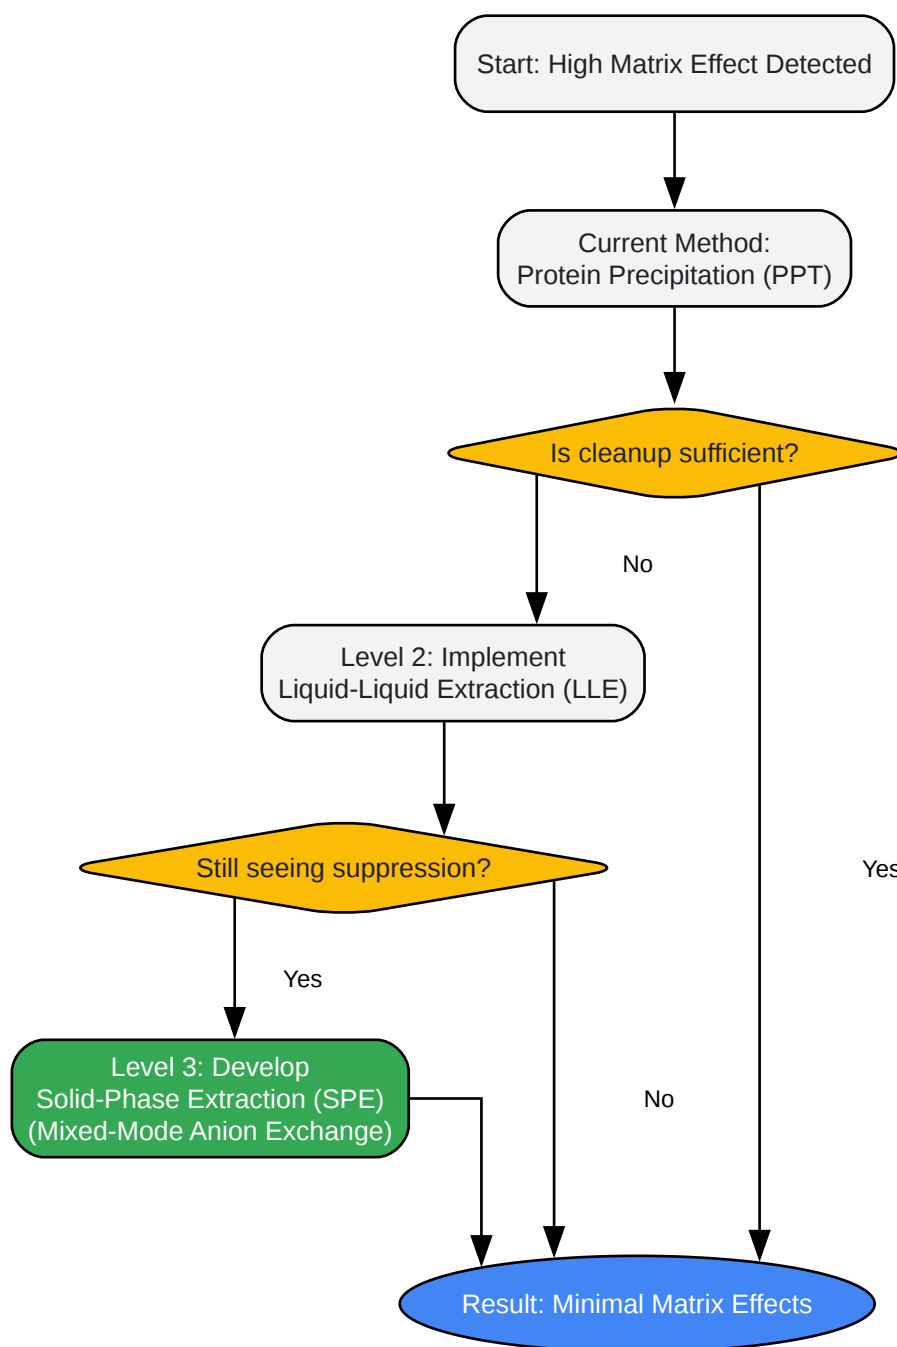 Start: High Matrix Effect Detected
Current Method:
Protein Precipitation (PPT)
Is cleanup sufficient?
No
Level 2: Implement
Liquid-Liquid Extraction (LLE)
Still seeing suppression?
Yes
Yes
Level 3: Develop
Solid-Phase Extraction (SPE)
(Mixed-Mode Anion Exchange)
No
Result: Minimal Matrix Effects